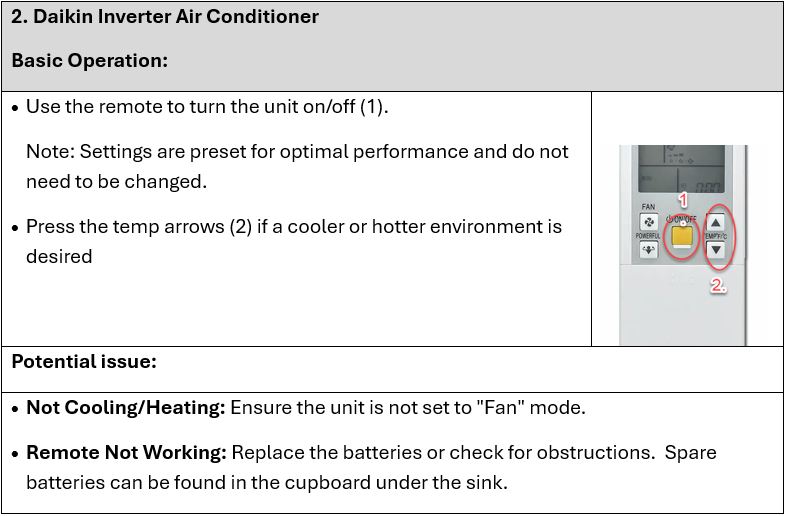 2. Daikin Inverter Air Conditioner
Basic Operation:
• Use the remote to turn the unit on/off (1).
Note: Settings are preset for optimal performance and do not
need to be changed.
• Press the temp arrows (2) if a cooler or hotter environment is
desired
1
FAN
ON/OFF
POWERFUL
TEMP°F/°C
2.
Potential issue:
• Not Cooling/Heating: Ensure the unit is not set to "Fan" mode.
• Remote Not Working: Replace the batteries or check for obstructions. Spare
batteries can be found in the cupboard under the sink.